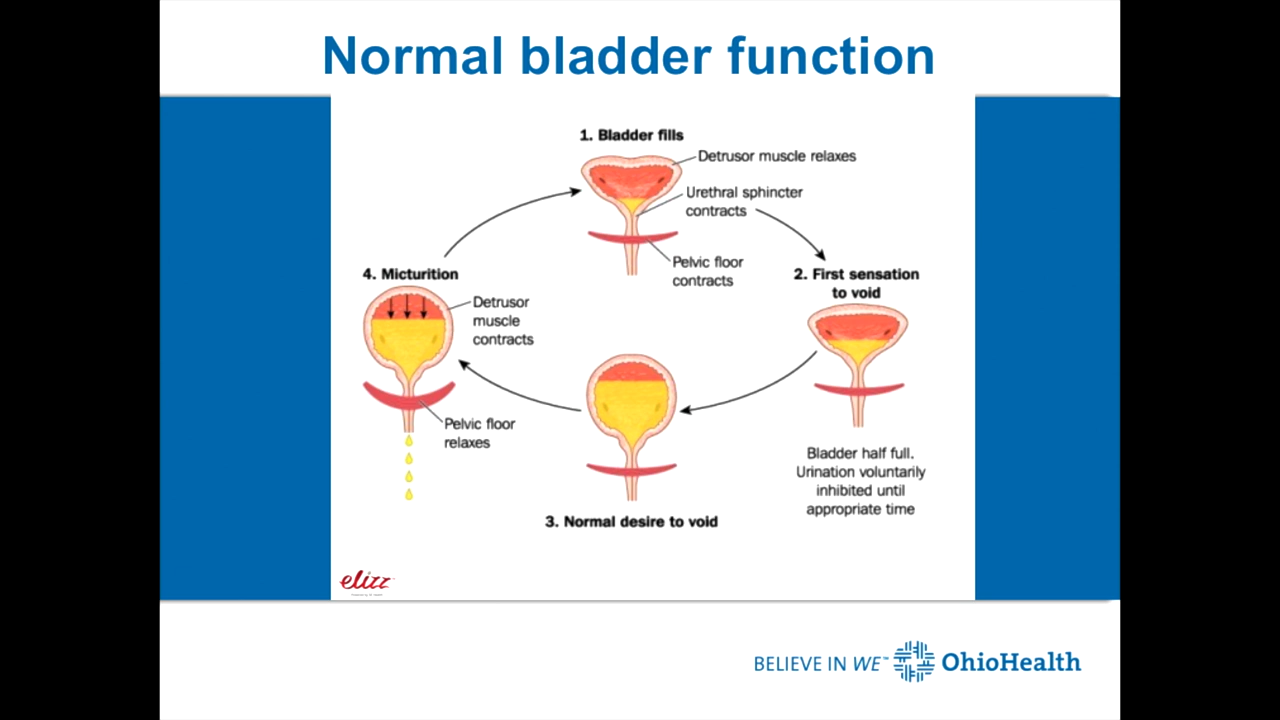 Normal bladder function
1. Bladder fills
Detrusor muscle relaxes
Urethral sphincter
contracts
Pelvic floor
contracts
2. First sensation
to void
Bladder half full.
Urination voluntarily
inhibited until
appropriate time
3. Normal desire to void
4. Micturition
Detrusor
muscle
contracts
Pelvic floor
relaxes
elizz
BELIEVE IN WE™ OhioHealth